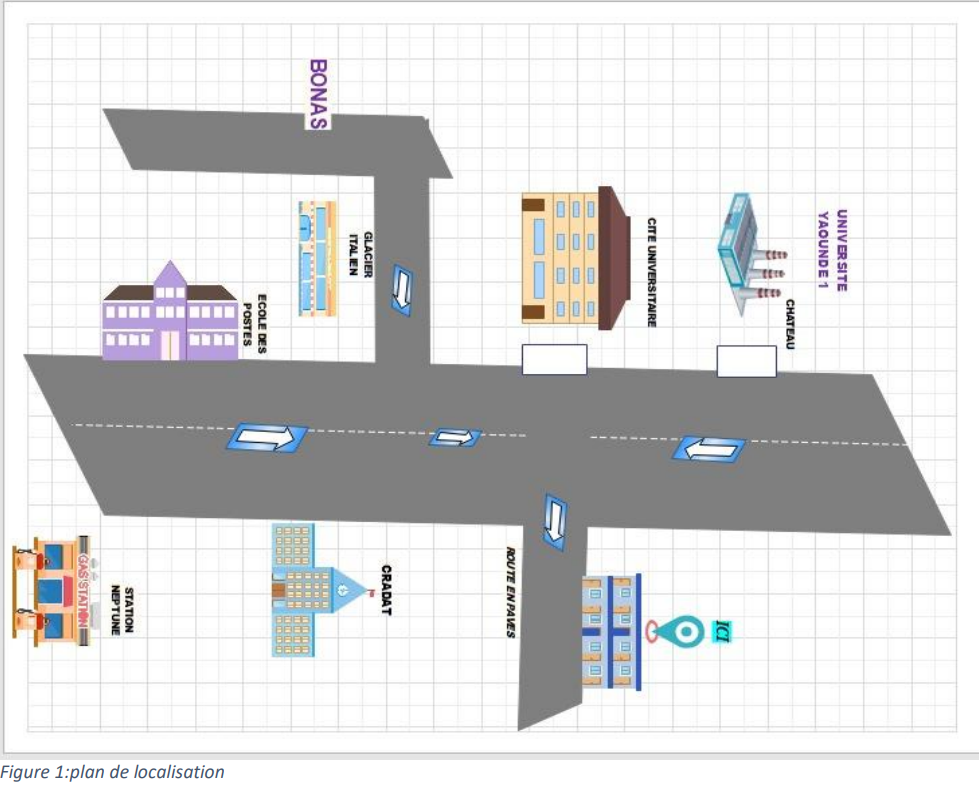 BONAS
GLACIER
ITALIEN
ECOLE DES
POSTES
CITE UNIVERSITAIRE
UNIVERSITE
YAOUNDE 1
CHATEAU
GAS STATION
STATION
NEPTUNE
CRADAT
ROUTE EN PAVES
ICI
Figure 1:plan de localisation